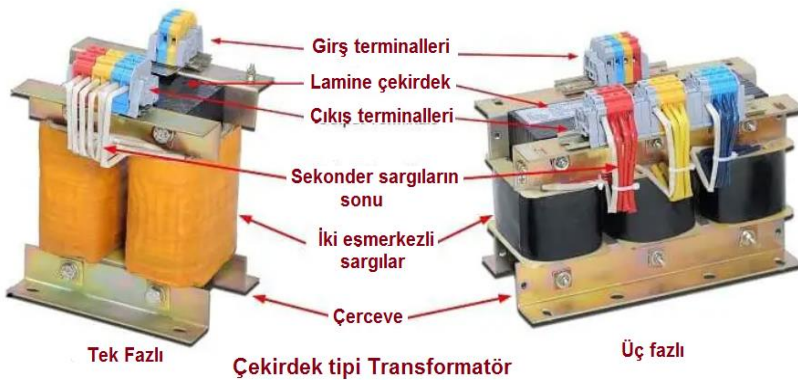 Girş terminalleri
Lamine çekirdek
Çıkış terminalleri
Sekonder sargıların
sonu
İki eşmerkezli
sargılar
Çerceve
Tek Fazlı
Üç fazlı
Çekirdek tipi Transformatör